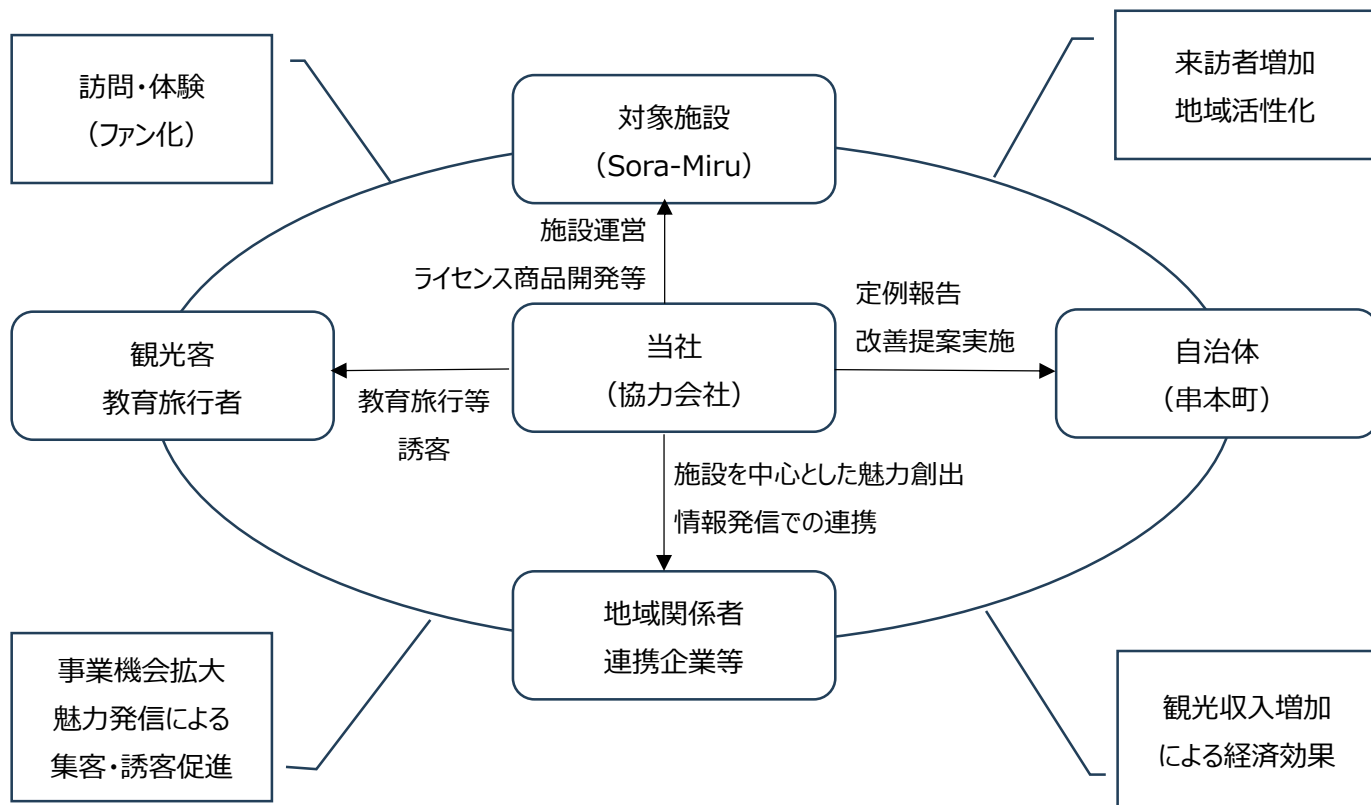 訪問・体験
（ファン化）
対象施設
（Sora-Miru）
来訪者増加
地域活性化
施設運営
ライセンス商品開発等
観光客
教育旅行者
教育旅行等
誘客
当社
（協力会社）
定例報告
改善提案実施
自治体
（串本町）
施設を中心とした魅力創出
情報発信での連携
地域関係者
連携企業等
事業機会拡大
魅力発信による
集客・誘客促進
観光収入増加
による経済効果